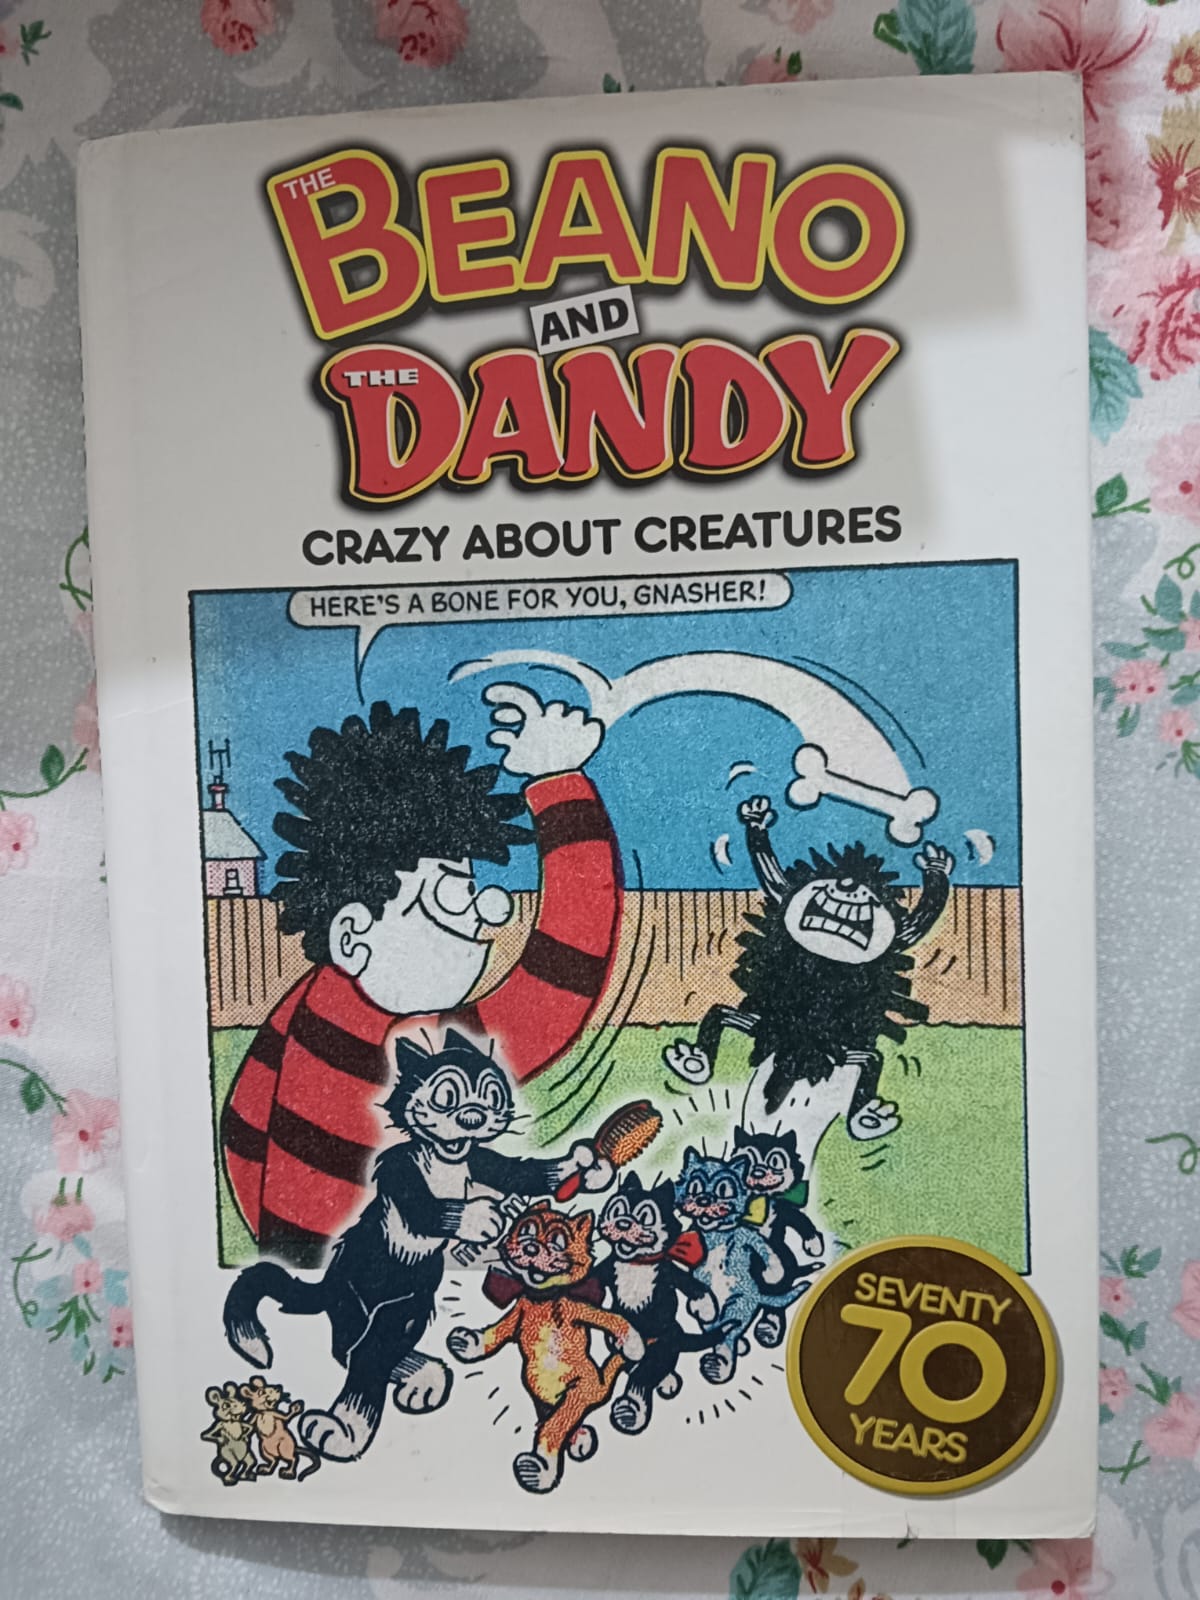 THE
BEANO
AND
THE
DANDY
CRAZY ABOUT CREATURES
HERE'S A BONE FOR YOU, GNASHER!
SEVENTY
70
YEARS